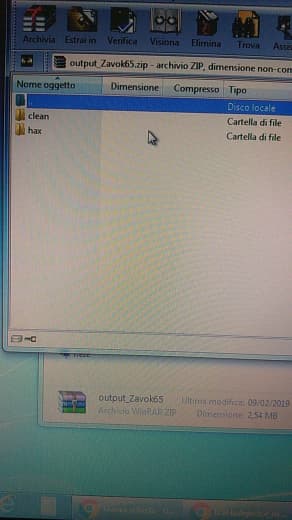 Archivia Estrai in Verifica Visiona Elimina Trova
output_Zavok65.zip - archivio ZIP, dimensione non-com
Nome oggetto Dimensione Compresso Tipo
.. Disco locale
clean Cartella di file
hax Cartella di file
output_Zavok65 Ultima modifica: 09/02/2019
Archivio WinRAR ZIP Dimensione: 2,54 MB